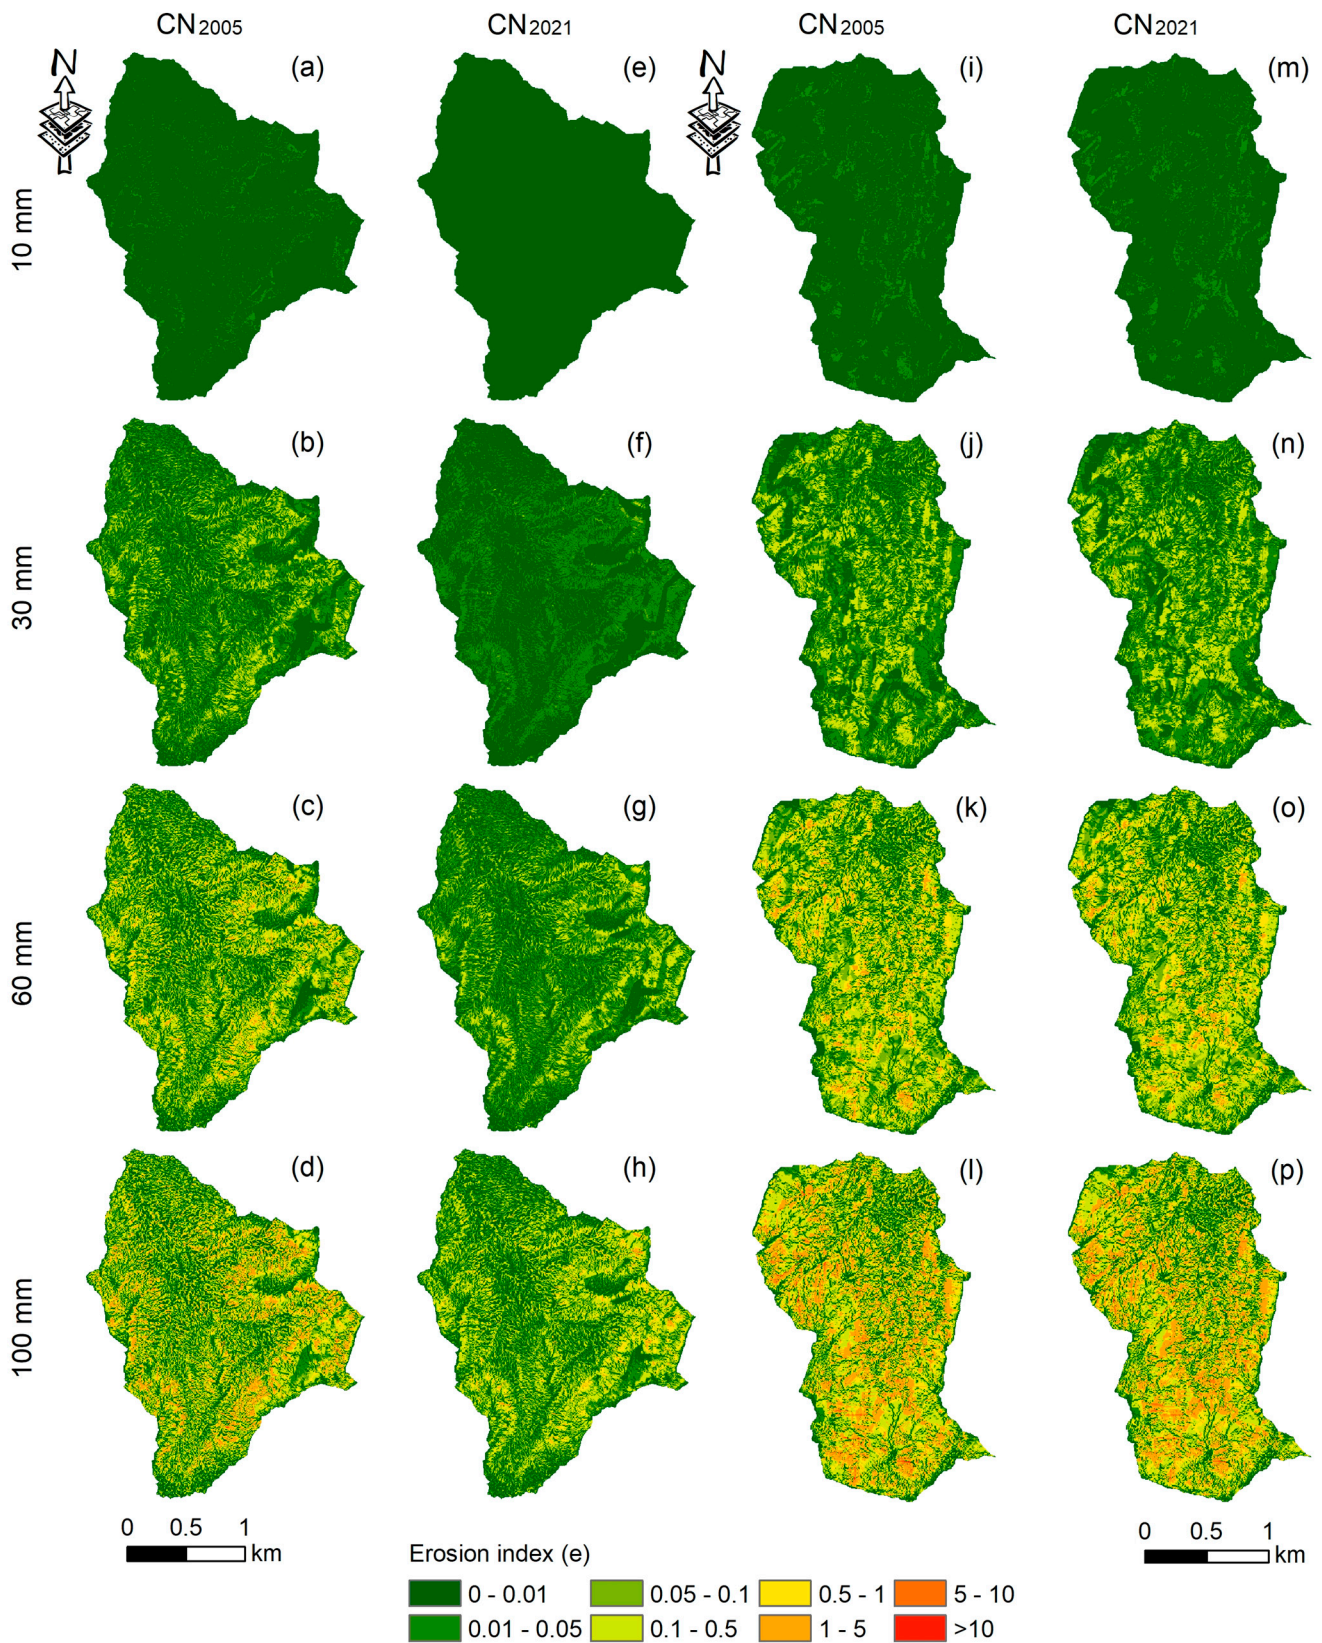 CN2005 CN2021 CN2005 CN2021
N (a) (e) N (i) (m)
10 mm
(b) (f) (j) (n)
30 mm
(c) (g) (k) (o)
60 mm
(d) (h) (l) (p)
100 mm
0 0.5 1
km
0 0.5 1
km
Erosion index (e)
0 - 0.01 0.05 - 0.1 0.5 - 1 5 - 10
0.01 - 0.05 0.1 - 0.5 1 - 5 >10